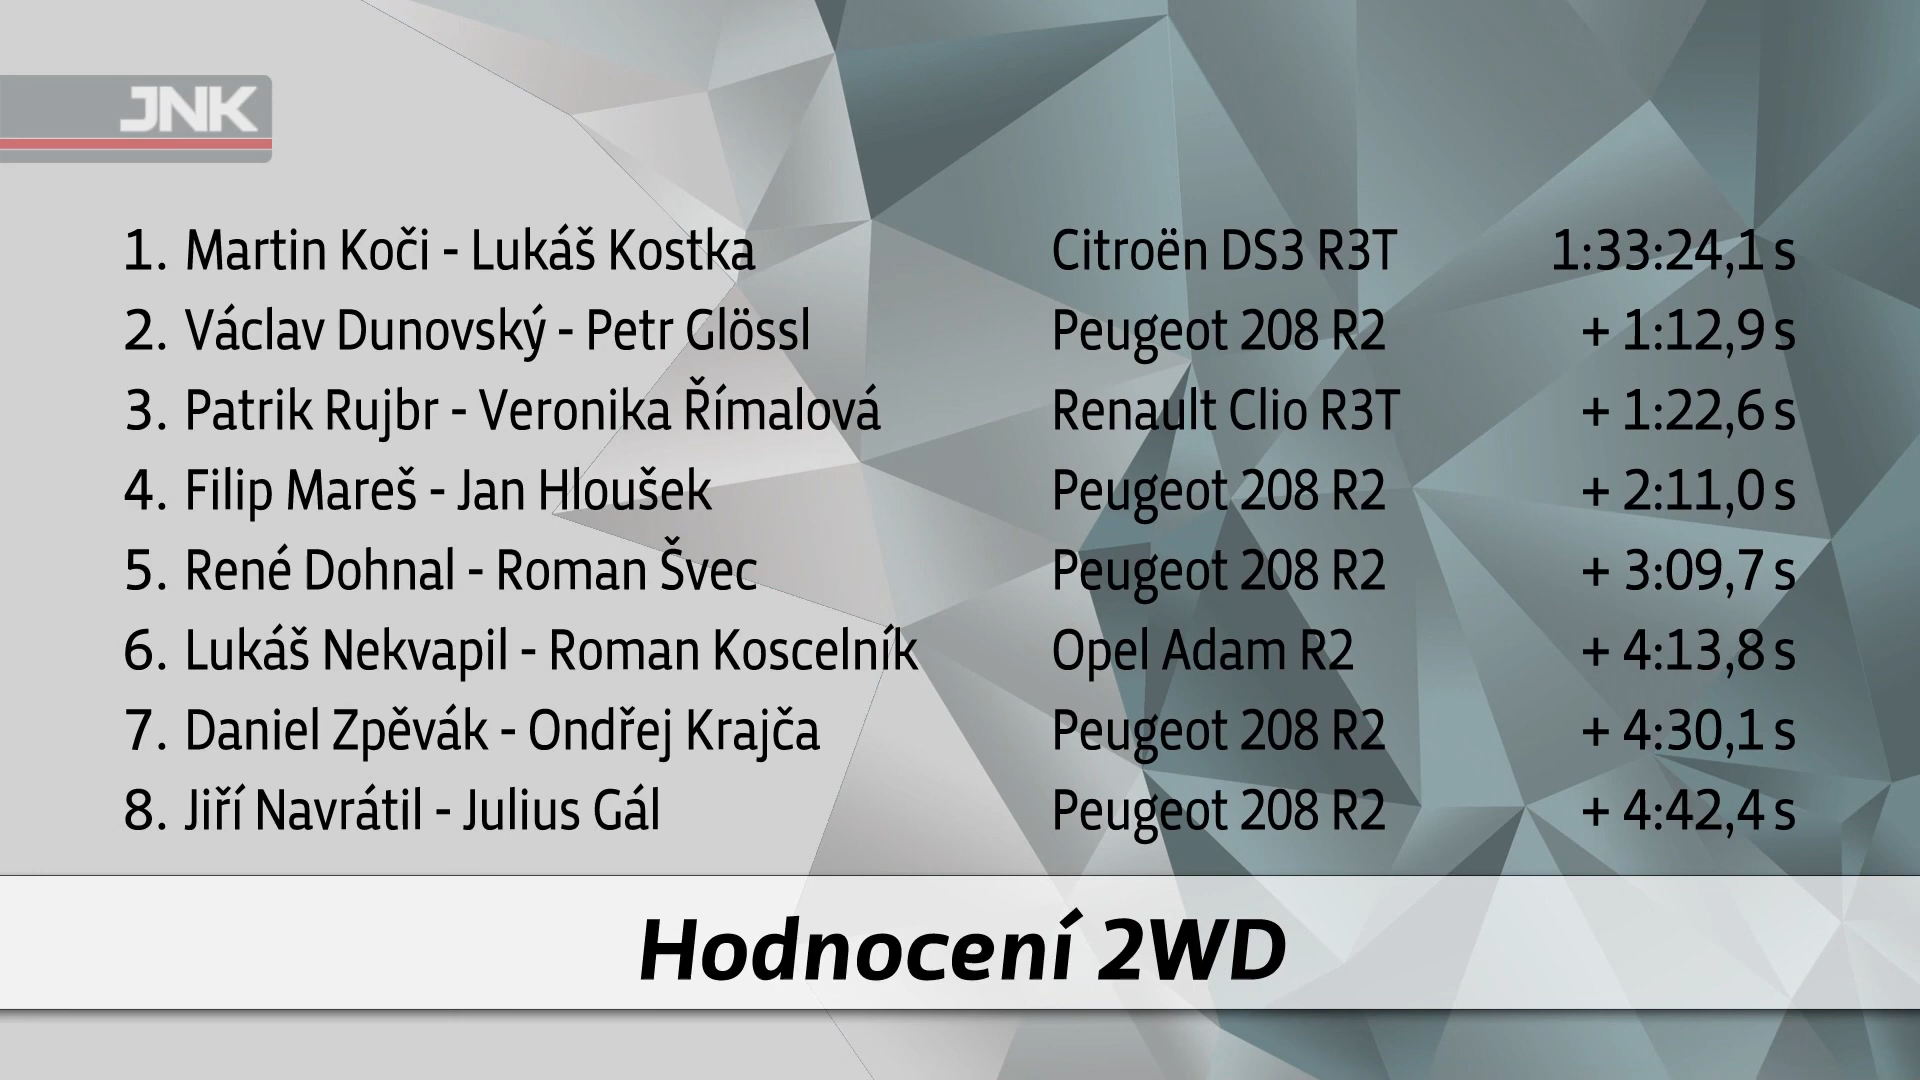 JNK
1. Martin Koči - Lukáš Kostka Citroën DS3 R3T 1:33:24,1 s
2. Václav Dunovský - Petr Glössl Peugeot 208 R2 + 1:12,9 s
3. Patrik Rujbr - Veronika Římalová Renault Clio R3T + 1:22,6 s
4. Filip Mareš - Jan Hloušek Peugeot 208 R2 + 2:11,0 s
5. René Dohnal - Roman Švec Peugeot 208 R2 + 3:09,7 s
6. Lukáš Nekvapil - Roman Koscelník Opel Adam R2 + 4:13,8 s
7. Daniel Zpěvák - Ondřej Krajča Peugeot 208 R2 + 4:30,1 s
8. Jiří Navrátil - Julius Gál Peugeot 208 R2 + 4:42,4 s
Hodnocení 2WD